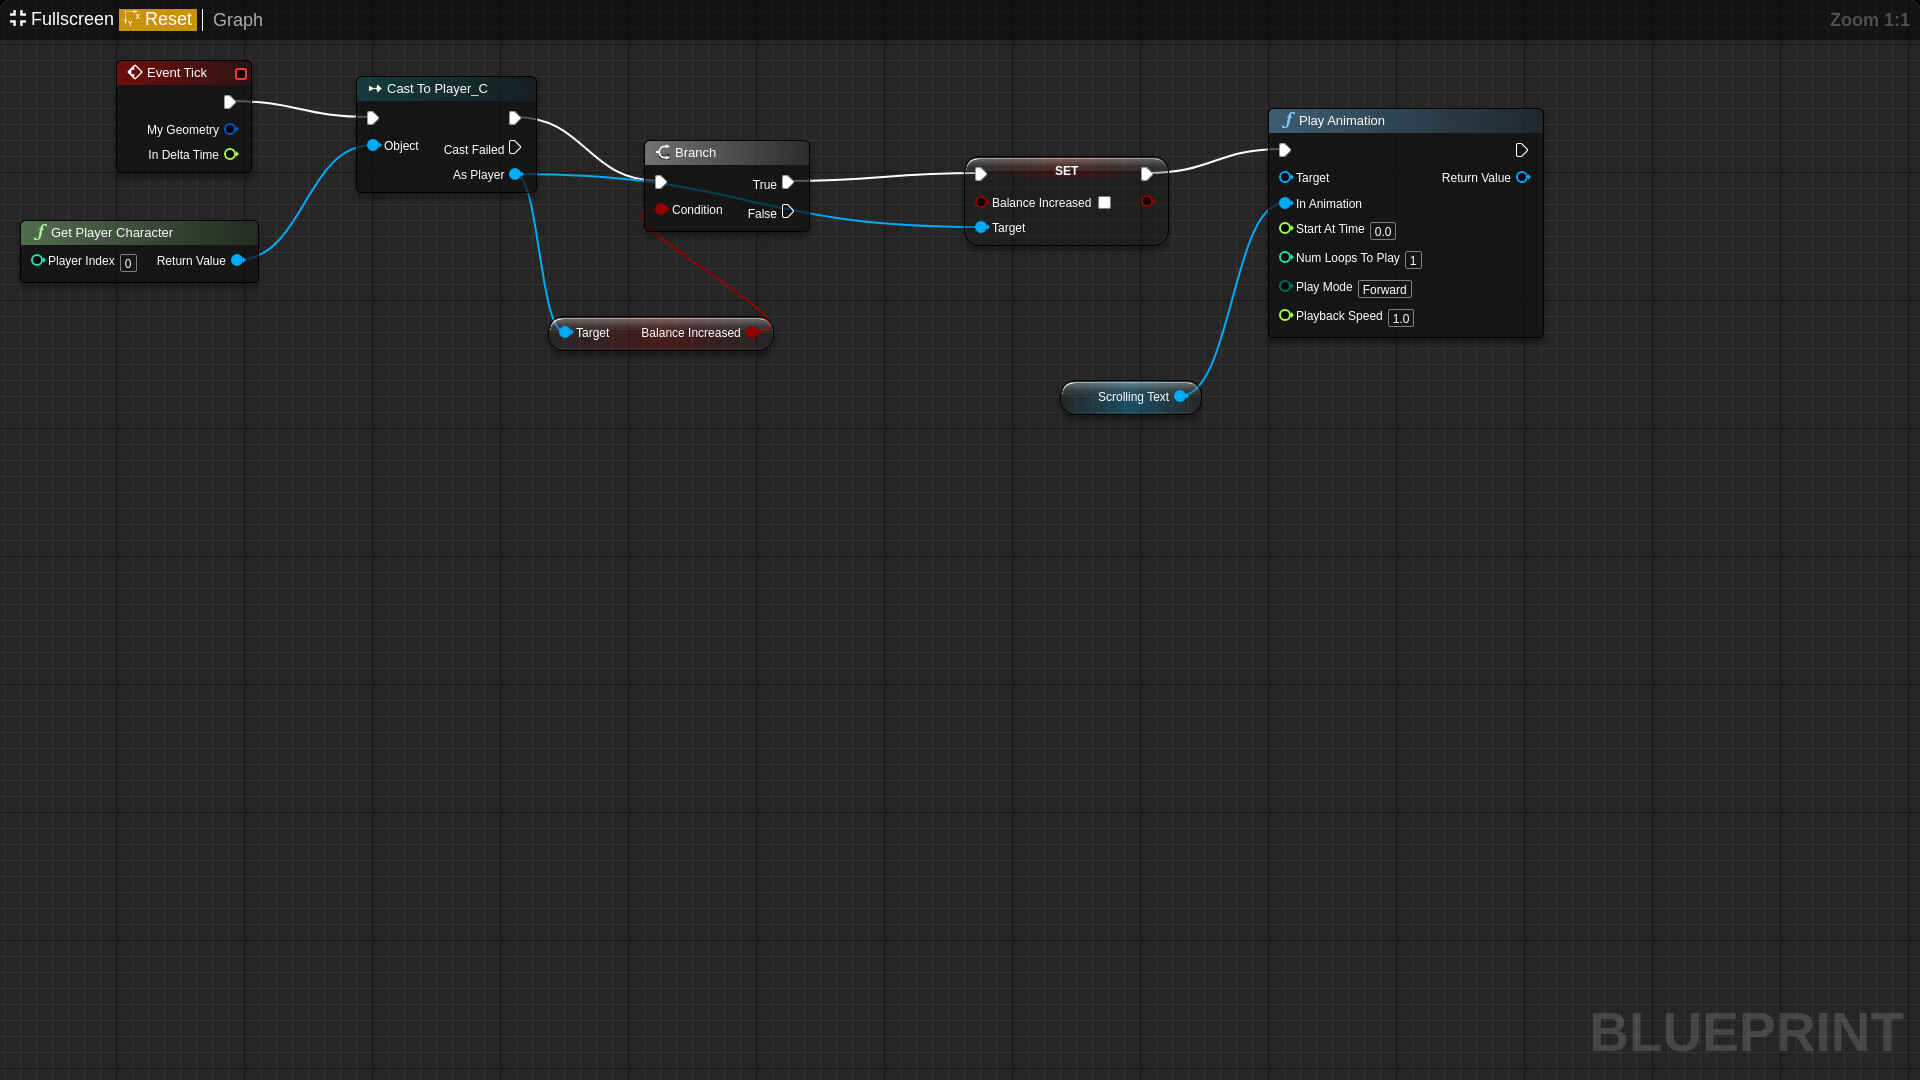 Fullscreen Reset Graph Zoom 1:1
Event Tick
My Geometry
In Delta Time
Get Player Character
Player Index 0 Return Value
Cast To Player_C
Object
Cast Failed
As Player
Branch
True
Condition
False
Target Balance Increased
SET
Balance Increased
Target
Scrolling Text
Play Animation
Target Return Value
In Animation
Start At Time 0.0
Num Loops To Play 1
Play Mode Forward
Playback Speed 1.0
BLUEPRINT